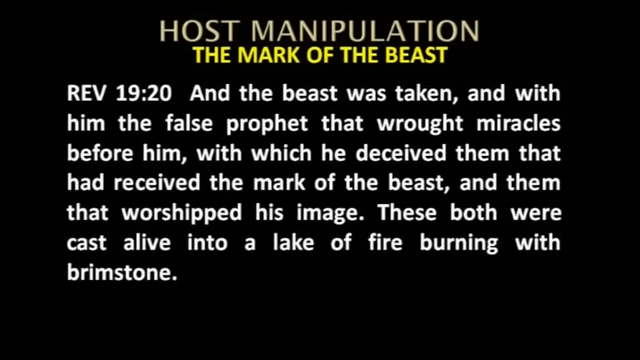 HOST MANIPULATION
THE MARK OF THE BEAST
REV 19:20 And the beast was taken, and with
him the false prophet that wrought miracles
before him, with which he deceived them that
had received the mark of the beast, and them
that worshipped his image. These both were
cast alive into a lake of fire burning with
brimstone.